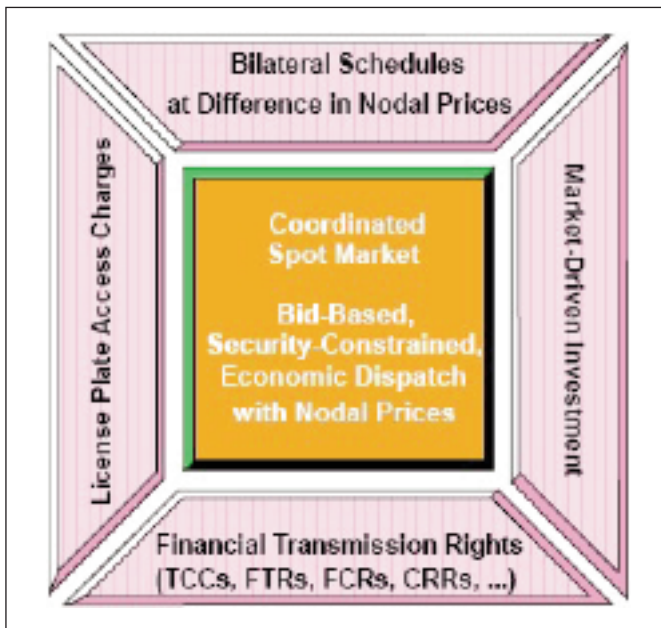 Bilateral Schedules
at Difference in Nodal Prices
License Plate Access Charges
Coordinated
Spot Market
Bid-Based,
Security-Constrained,
Economic Dispatch
with Nodal Prices
Market-Driven Investment
Financial Transmission Rights
(TCCs, FTRs, FCRs, CRRs, ...)